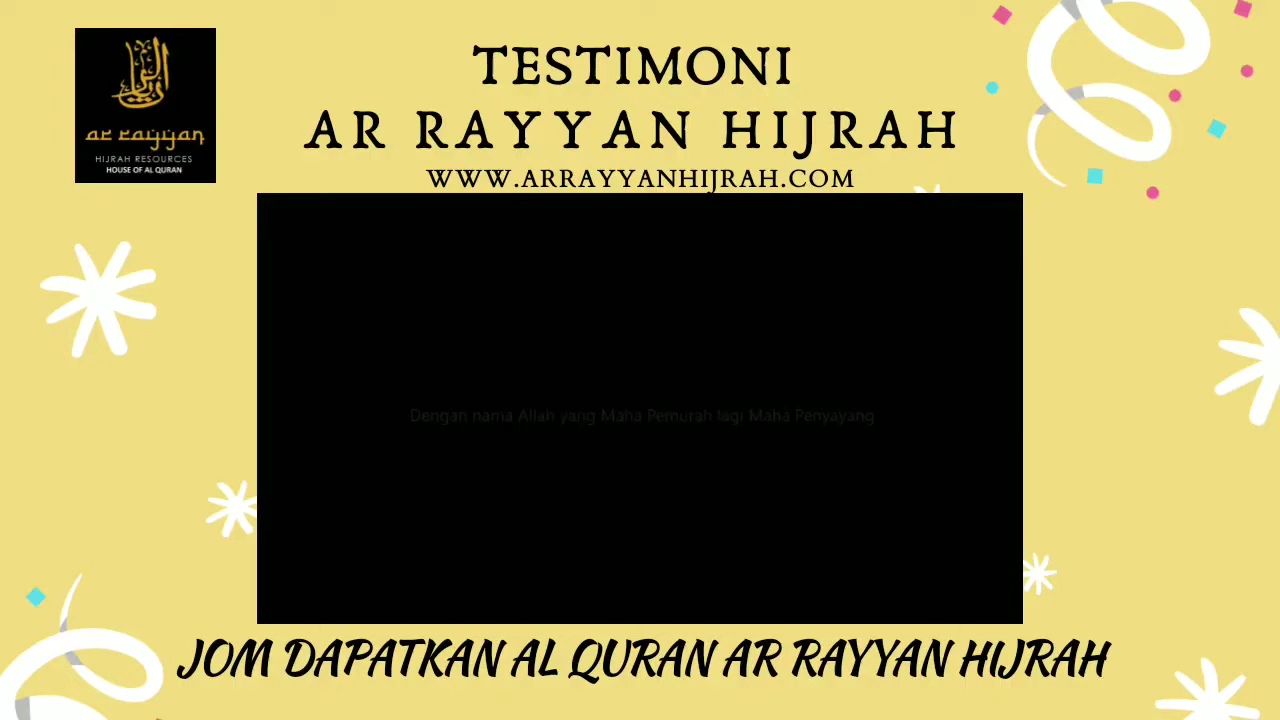 ar rayyan
HIJRAH RESOURCES
HOUSE OF AL QURAN
TESTIMONI
AR RAYYAN HIJRAH
WWW.ARRAYYANHIJRAH.COM
Dengan nama Allah yang Maha Pemurah lagi Maha Penyayang
JOM DAPATKAN AL QURAN AR RAYYAN HIJRAH